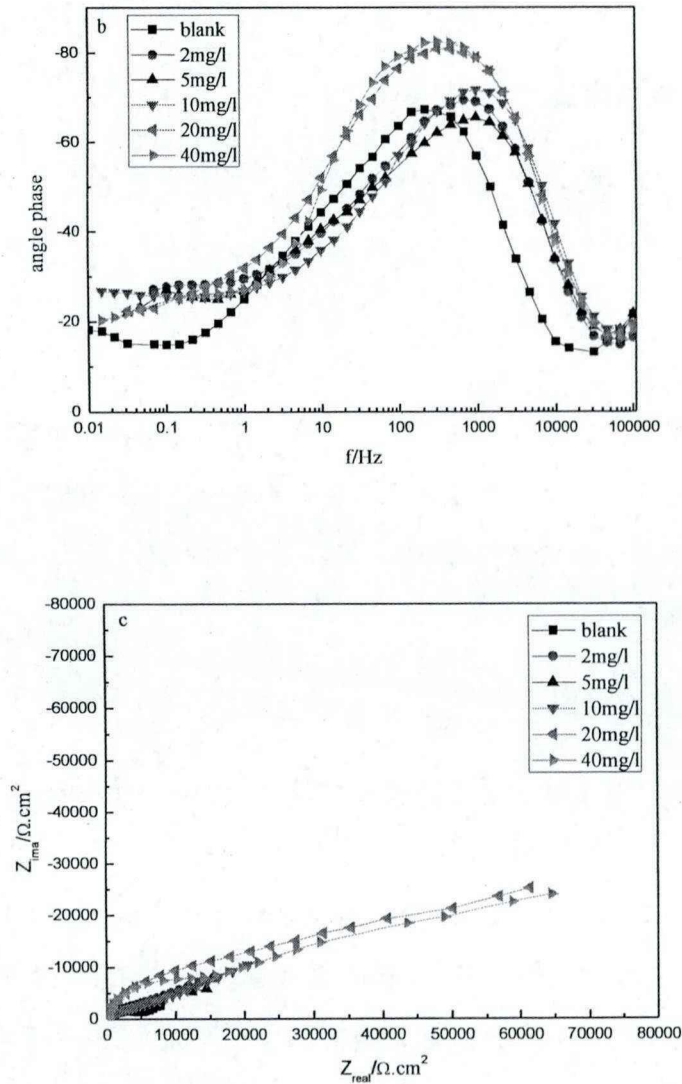 b
blank
2mg/l
5mg/l
10mg/l
20mg/l
40mg/l
-80
-60
-40
-20
0
angle phase
0.01
0.1
1
10
100
1000
10000
100000
f/Hz
c
blank
2mg/l
5mg/l
10mg/l
20mg/l
40mg/l
-80000
-70000
-60000
-50000
-40000
-30000
-20000
-10000
0
Z_ima/Ω.cm²
0
10000
20000
30000
40000
50000
60000
70000
80000
Z_real/Ω.cm²